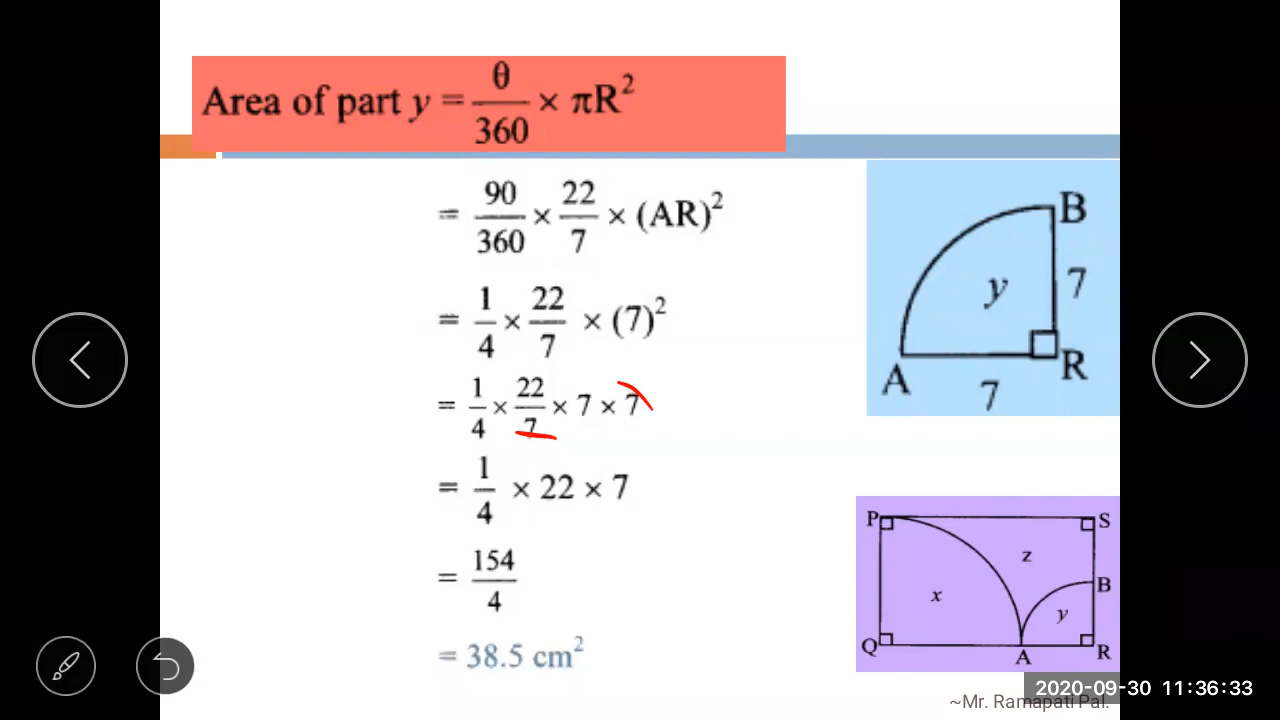 Area of part y = θ/360 × πR²
= 90/360 × 22/7 × (AR)²
= 1/4 × 22/7 × (7)²
= 1/4 × 22/7 × 7 × 7
= 1/4 × 22 × 7
= 154/4
= 38.5 cm²
B
y
7
A
R
7
P
S
z
B
x
y
Q
A
R
2020-09-30 11:36:33
~Mr. Ramapati Pal.